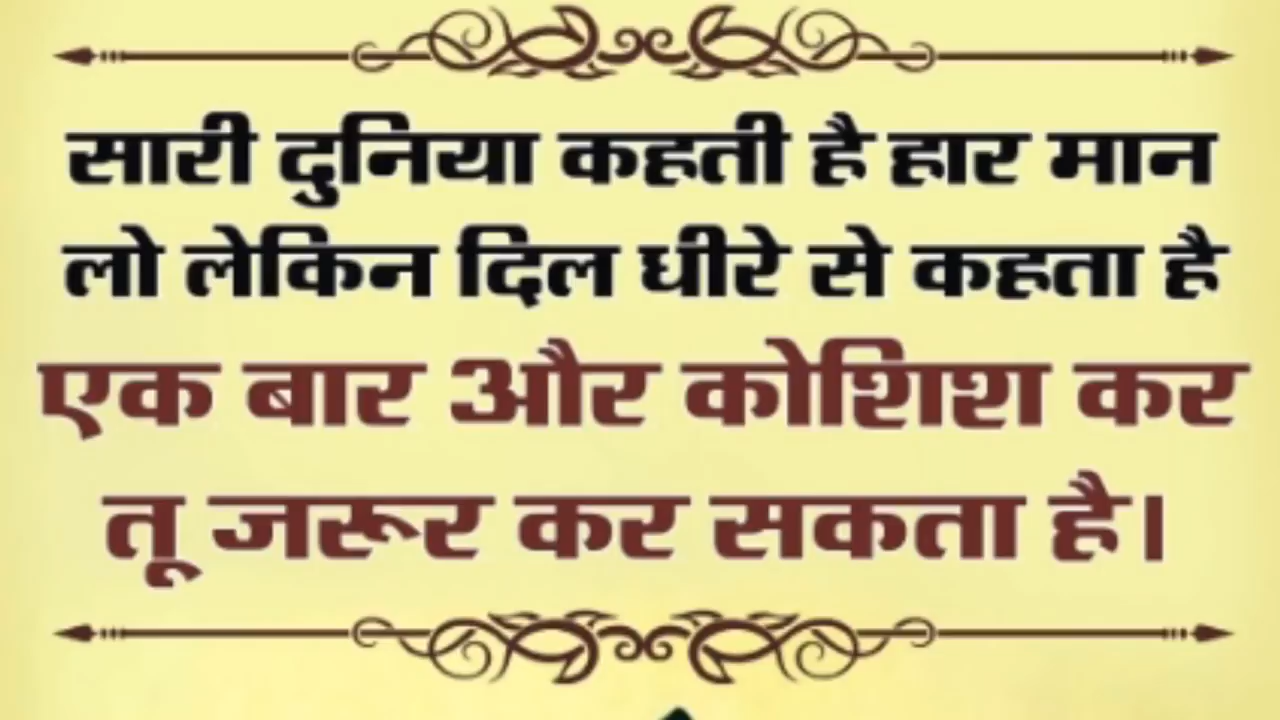 सारी दुनिया कहती है हार मान
लो लेकिन दिल धीरे से कहता है
एक बार और कोशिश कर
तू जरूर कर सकता है।